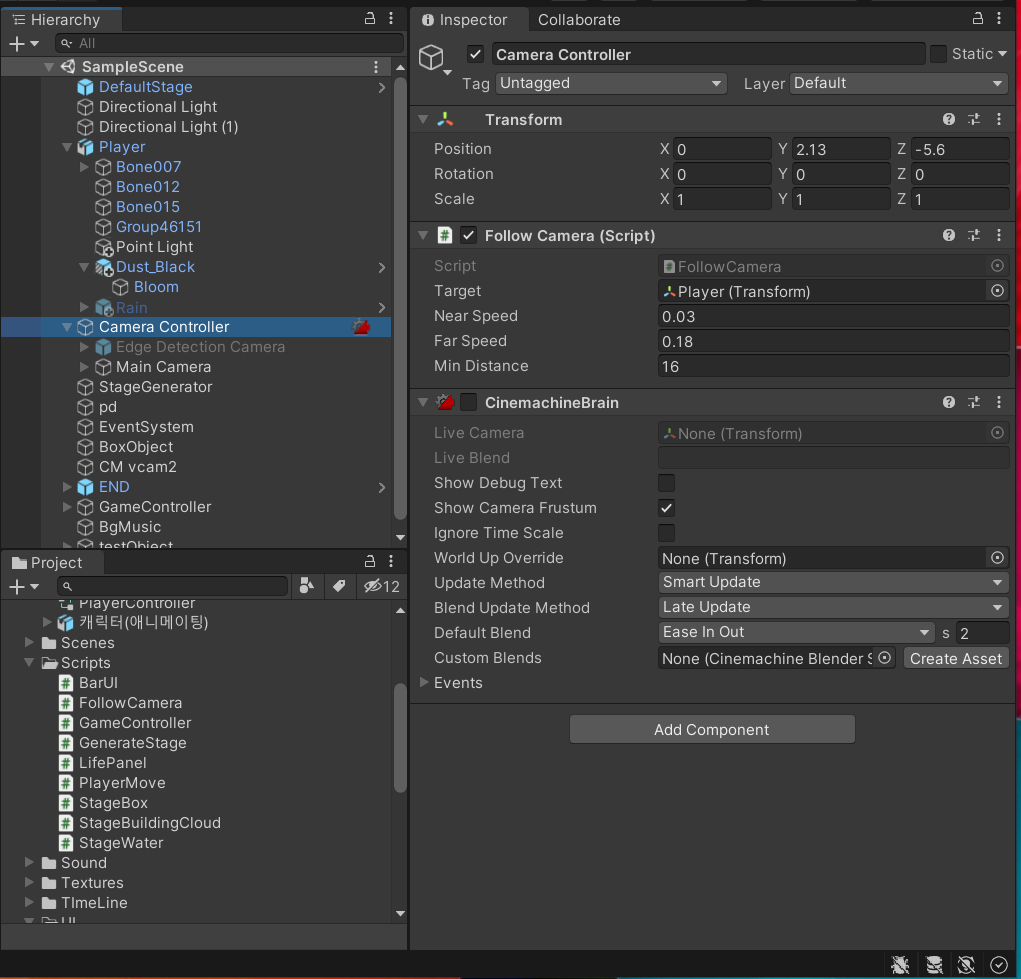 Hierarchy
All
SampleScene
DefaultStage
Directional Light
Directional Light (1)
Player
Bone007
Bone012
Bone015
Group46151
Point Light
Dust_Black
Bloom
Rain
Camera Controller
Edge Detection Camera
Main Camera
StageGenerator
pd
EventSystem
BoxObject
CM vcam2
END
GameController
BgMusic
testObject
Project
12
PlayerController
캐릭터(애니메이팅)
Scenes
Scripts
BarUI
FollowCamera
GameController
GenerateStage
LifePanel
PlayerMove
StageBox
StageBuildingCloud
StageWater
Sound
Textures
TImeLine
UI
Inspector Collaborate
Camera Controller Static
Tag Untagged Layer Default
Transform
Position X 0 Y 2.13 Z -5.6
Rotation X 0 Y 0 Z 0
Scale X 1 Y 1 Z 1
Follow Camera (Script)
Script FollowCamera
Target Player (Transform)
Near Speed 0.03
Far Speed 0.18
Min Distance 16
CinemachineBrain
Live Camera None (Transform)
Live Blend
Show Debug Text
Show Camera Frustum
Ignore Time Scale
World Up Override None (Transform)
Update Method Smart Update
Blend Update Method Late Update
Default Blend Ease In Out s 2
Custom Blends None (Cinemachine Blender S Create Asset
Events
Add Component